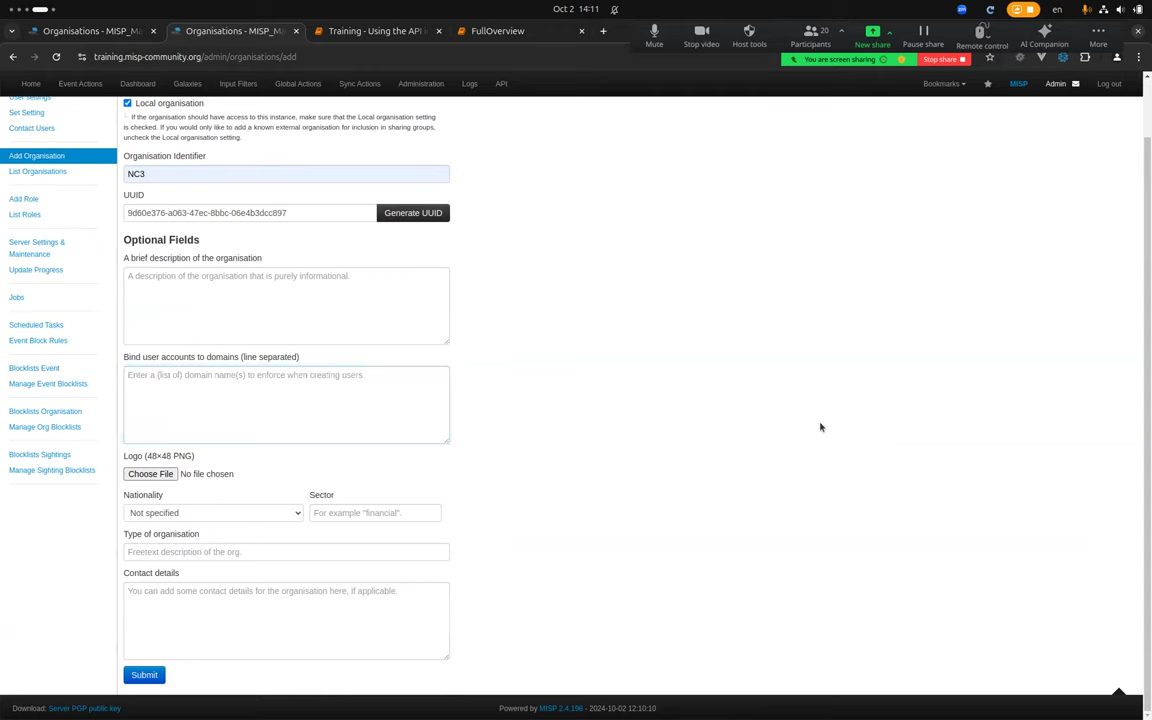 Oct 2 14:11
en
Organisations - MISP_Ma
Organisations - MISP_Ma
Training - Using the API i
FullOverview
Mute
Stop video
Host tools
Participants
20
New share
Pause share
Remote control
AI Companion
More
training.misp-community.org/admin/organisations/add
You are screen sharing
Stop share
Home
Event Actions
Dashboard
Galaxies
Input Filters
Global Actions
Sync Actions
Administration
Logs
API
Bookmarks
MISP
Admin
Log out
User settings
Set Setting
Contact Users
Add Organisation
List Organisations
Add Role
List Roles
Server Settings &
Maintenance
Update Progress
Jobs
Scheduled Tasks
Event Block Rules
Blocklists Event
Manage Event Blocklists
Blocklists Organisation
Manage Org Blocklists
Blocklists Sightings
Manage Sighting Blocklists
Local organisation
If the organisation should have access to this instance, make sure that the Local organisation setting
is checked. If you would only like to add a known external organisation for inclusion in sharing groups,
uncheck the Local organisation setting.
Organisation Identifier
NC3
UUID
9d60e376-a063-47ec-8bbc-06e4b3dcc897
Generate UUID
Optional Fields
A brief description of the organisation
A description of the organisation that is purely informational.
Bind user accounts to domains (line separated)
Enter a (list of) domain name(s) to enforce when creating users.
Logo (48×48 PNG)
Choose File No file chosen
Nationality
Sector
Not specified
For example "financial".
Type of organisation
Freetext description of the org.
Contact details
You can add some contact details for the organisation here, if applicable.
Submit
Download: Server PGP public key
Powered by MISP 2.4.198 - 2024-10-02 12:10:10